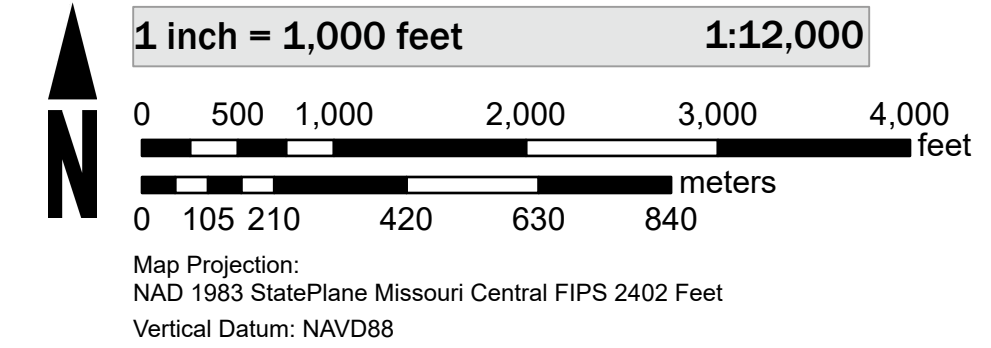 N
1 inch = 1,000 feet 1:12,000
0 500 1,000 2,000 3,000 4,000
feet
meters
0 105 210 420 630 840
Map Projection:
NAD 1983 StatePlane Missouri Central FIPS 2402 Feet
Vertical Datum: NAVD88